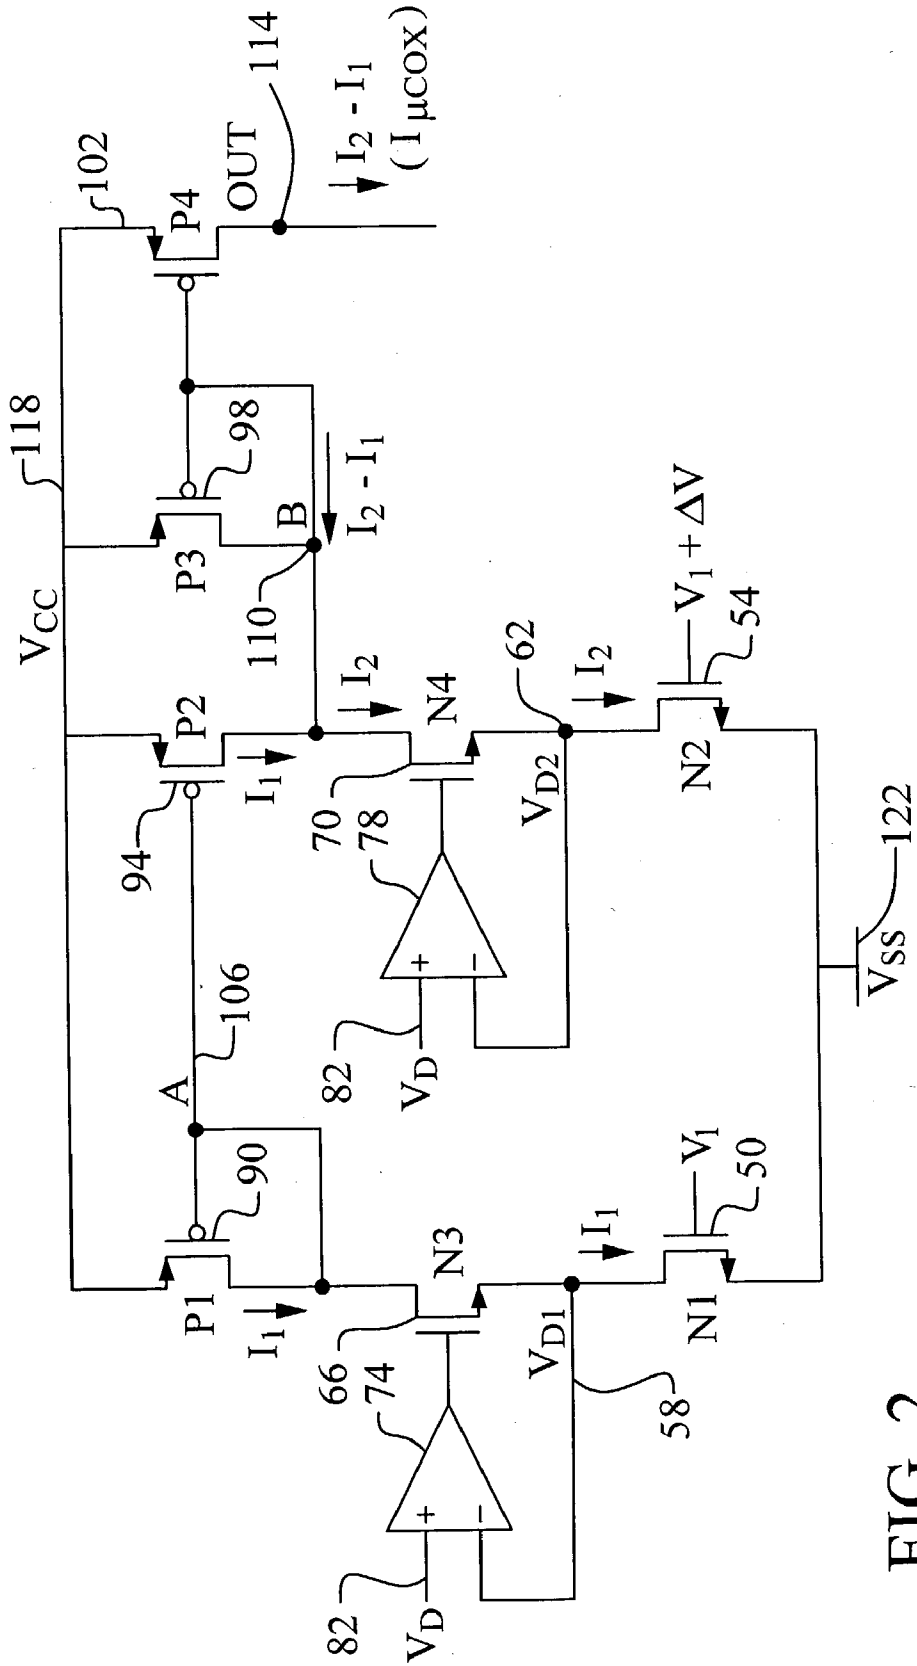 118
102
VCC
P4
OUT
114
I2 - I1
( I μCOX)
P1
90
A
106
94
P2
P3
98
B
110
I2 - I1
I1
I1
I2
66
74
N3
70
78
N4
82
VD
+
-
82
VD
+
-
VD1
58
I1
VD2
62
I2
N1
V1
50
N2
V1 + ΔV
54
VSS
122
FIG. 2